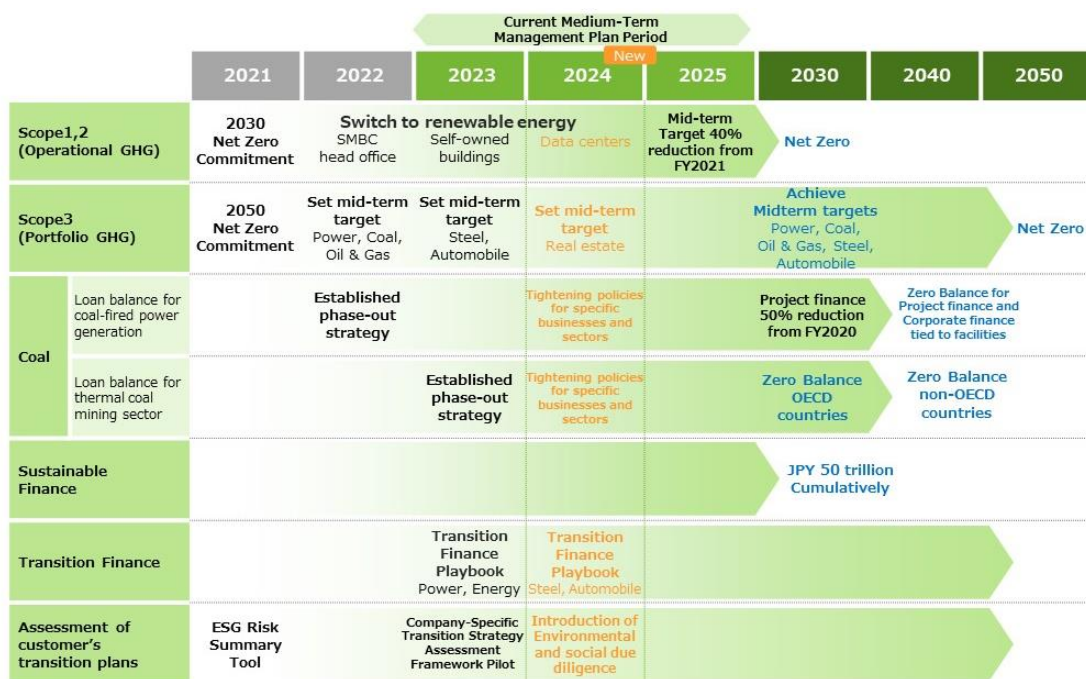 Current Medium-Term
Management Plan Period
New
2021
2022
2023
2024
2025
2030
2040
2050
Scope1,2
(Operational GHG)
2030
Net Zero
Commitment
Switch to renewable energy
SMBC
head office
Self-owned
buildings
Data centers
Mid-term
Target 40%
reduction from
FY2021
Net Zero
Scope3
(Portfolio GHG)
2050
Net Zero
Commitment
Set mid-term
target
Power, Coal,
Oil & Gas
Set mid-term
target
Steel,
Automobile
Set mid-term
target
Real estate
Achieve
Midterm targets
Power, Coal,
Oil & Gas, Steel,
Automobile
Net Zero
Coal
Loan balance for
coal-fired power
generation
Established
phase-out
strategy
Tightening policies
for specific
businesses and
sectors
Project finance
50% reduction
from FY2020
Zero Balance for
Project finance and
Corporate finance
tied to facilities
Loan balance for
thermal coal
mining sector
Established
phase-out
strategy
Tightening policies
for specific
businesses and
sectors
Zero Balance
OECD
countries
Zero Balance
non-OECD
countries
Sustainable
Finance
JPY 50 trillion
Cumulatively
Transition Finance
Transition
Finance
Playbook
Power, Energy
Transition
Finance
Playbook
Steel, Automobile
Assessment of
customer's
transition plans
ESG Risk
Summary
Tool
Company-Specific
Transition Strategy
Assessment
Framework Pilot
Introduction of
Environmental
and social due
diligence